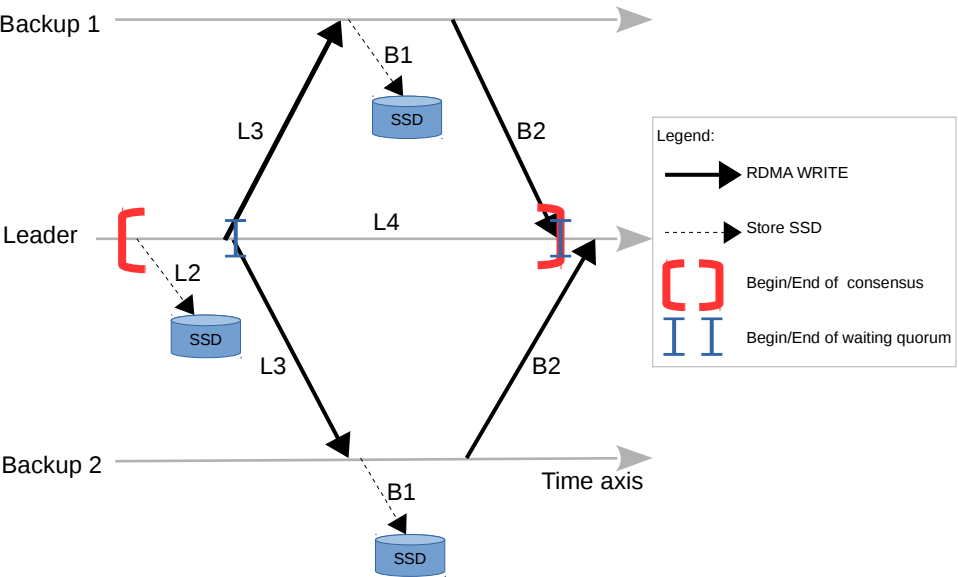 Backup 1
B1
SSD
L3
B2
Legend:
RDMA WRITE
Store SSD
Begin/End of  consensus
Begin/End of waiting quorum
Leader
L4
L2
SSD
L3
B2
Backup 2
Time axis
B1
SSD